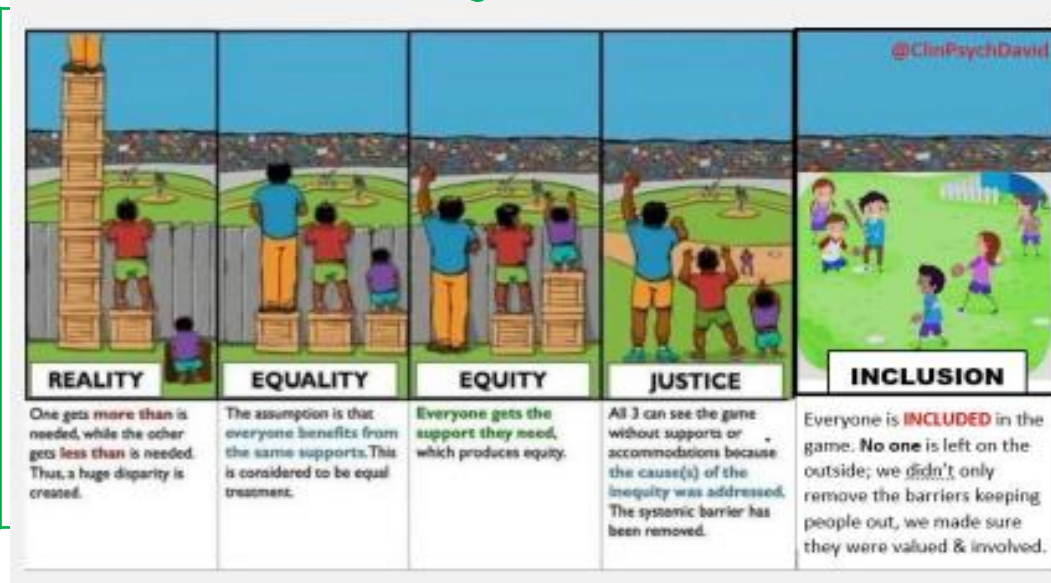 @ClinPsychDavid
REALITY
One gets more than is
needed, while the other
gets less than is needed.
Thus, a huge disparity is
created.
EQUALITY
The assumption is that
everyone benefits from
the same supports. This
is considered to be equal
treatment.
EQUITY
Everyone gets the
support they need,
which produces equity.
JUSTICE
All 3 can see the game
without supports or
accommodations because
the cause(s) of the
inequity was addressed.
The systemic barrier has
been removed.
INCLUSION
Everyone is INCLUDED in the
game. No one is left on the
outside; we didn't only
remove the barriers keeping
people out, we made sure
they were valued & involved.